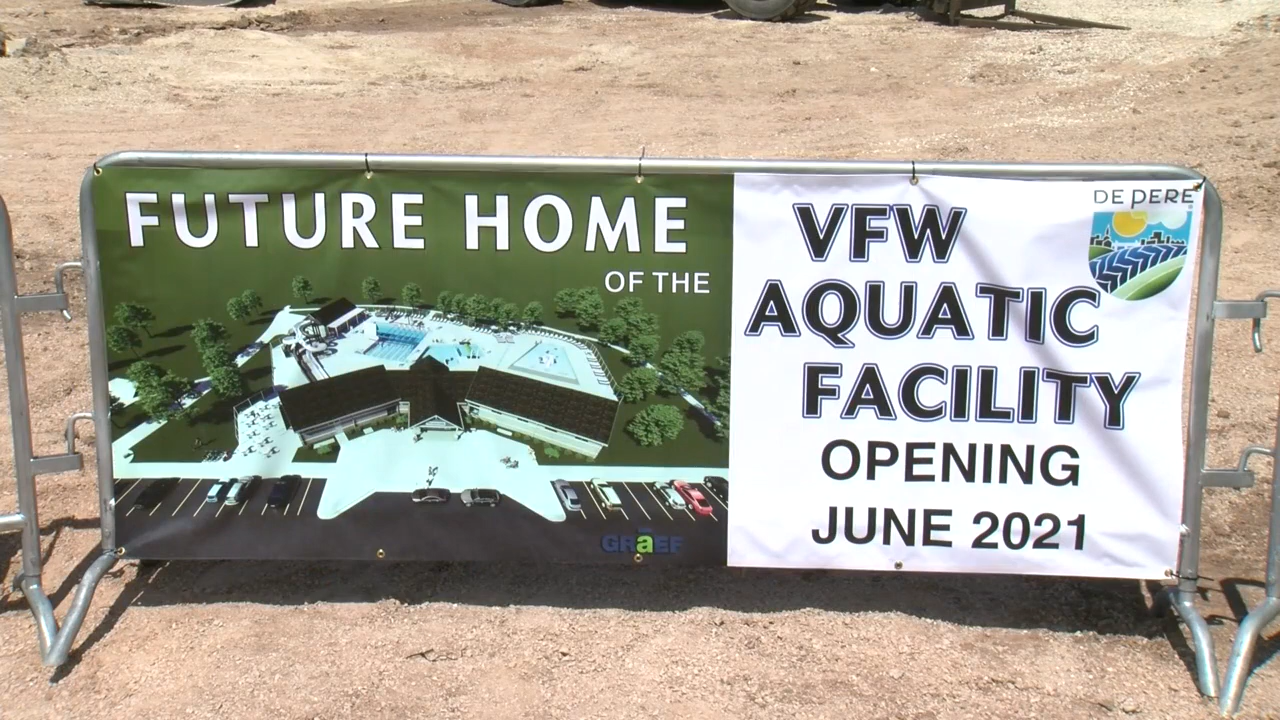 FUTURE HOME
OF THE
GRaEF
DE PERE
VFW
AQUATIC
FACILITY
OPENING
JUNE 2021